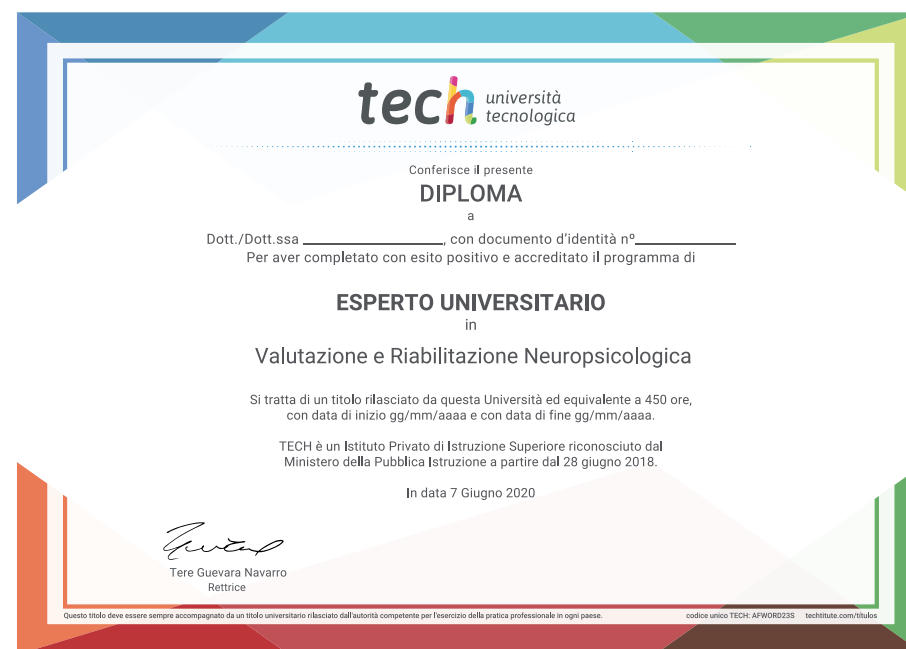 tech università
tecnologica
Conferisce il presente
DIPLOMA
a
Dott./Dott.ssa ____________________, con documento d'identità nº______________
Per aver completato con esito positivo e accreditato il programma di
ESPERTO UNIVERSITARIO
in
Valutazione e Riabilitazione Neuropsicologica
Si tratta di un titolo rilasciato da questa Università ed equivalente a 450 ore,
con data di inizio gg/mm/aaaa e con data di fine gg/mm/aaaa.
TECH è un Istituto Privato di Istruzione Superiore riconosciuto dal
Ministero della Pubblica Istruzione a partire dal 28 giugno 2018.
In data 7 Giugno 2020
Tere Guevara Navarro
Rettrice
Questo titolo deve essere sempre accompagnato da un titolo universitario rilasciato dall'autorità competente per l'esercizio della pratica professionale in ogni paese. codice unico TECH: AFWORD23S techtitute.com/titulos